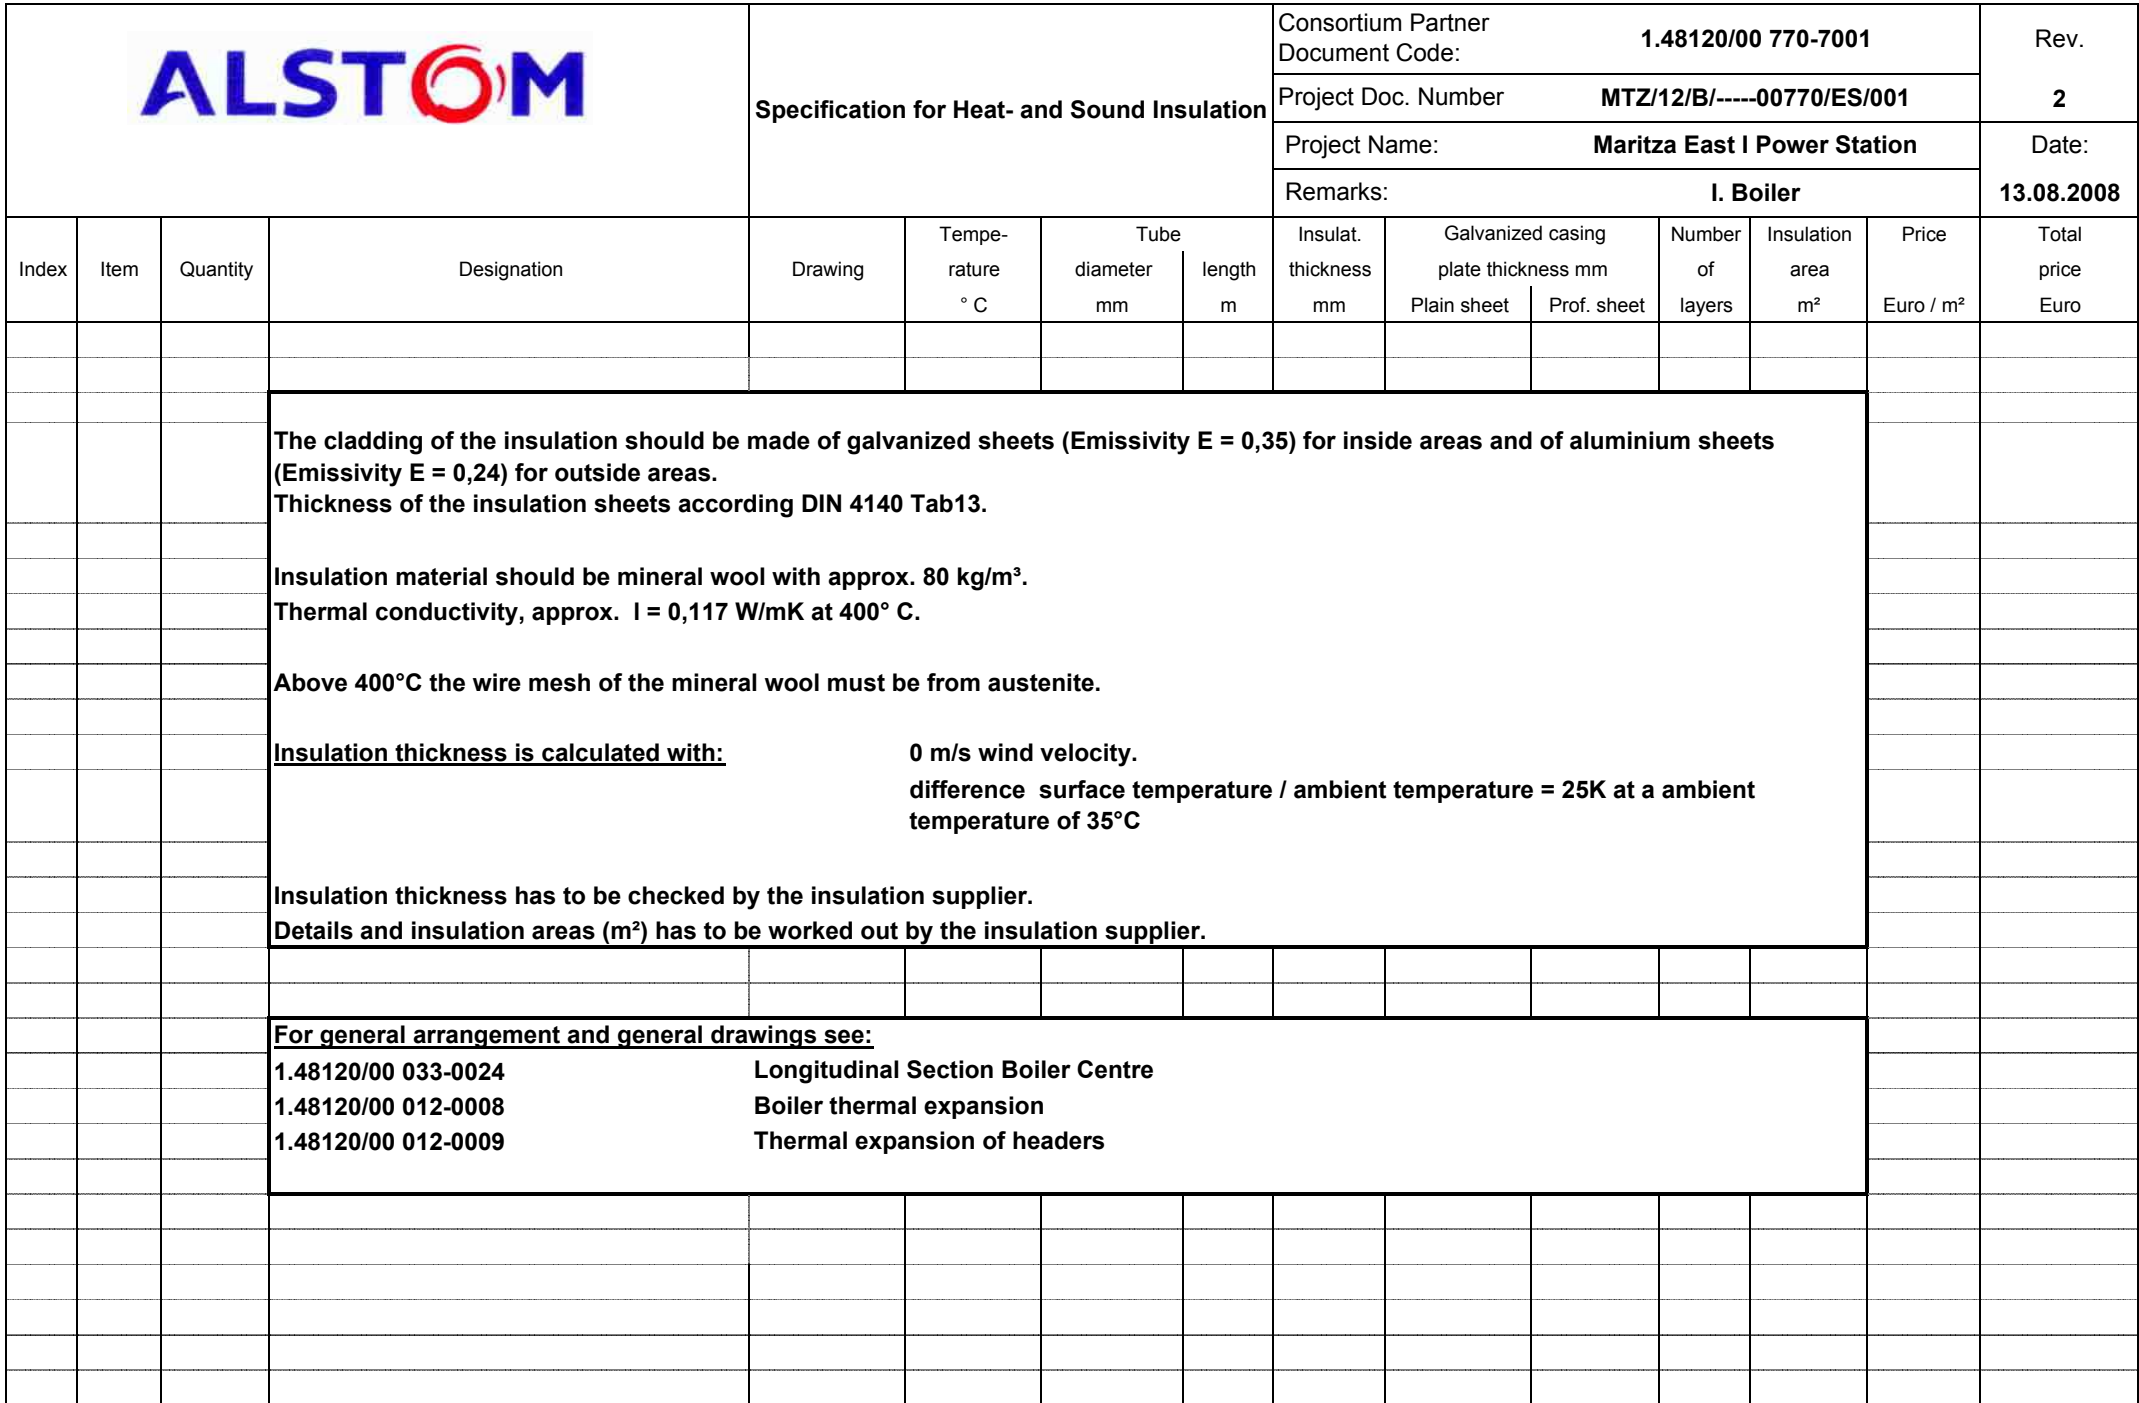 ALSTOM
Specification for Heat- and Sound Insulation
Consortium Partner
Document Code:
1.48120/00 770-7001
Rev.
Project Doc. Number
MTZ/12/B/-----00770/ES/001
2
Project Name:
Maritza East I Power Station
Date:
Remarks:
I. Boiler
13.08.2008
Index
Item
Quantity
Designation
Drawing
Tempe-
rature
° C
Tube
diameter
mm
length
m
Insulat.
thickness
mm
Galvanized casing
plate thickness mm
Plain sheet
Prof. sheet
Number
of
layers
Insulation
area
m²
Price
Euro / m²
Total
price
Euro
The cladding of the insulation should be made of galvanized sheets (Emissivity E = 0,35) for inside areas and of aluminium sheets
(Emissivity E = 0,24) for outside areas.
Thickness of the insulation sheets according DIN 4140 Tab13.
Insulation material should be mineral wool with approx. 80 kg/m³.
Thermal conductivity, approx.  l = 0,117 W/mK at 400° C.
Above 400°C the wire mesh of the mineral wool must be from austenite.
Insulation thickness is calculated with:
0 m/s wind velocity.
difference  surface temperature / ambient temperature = 25K at a ambient
temperature of 35°C
Insulation thickness has to be checked by the insulation supplier.
Details and insulation areas (m²) has to be worked out by the insulation supplier.
For general arrangement and general drawings see:
1.48120/00 033-0024 Longitudinal Section Boiler Centre
1.48120/00 012-0008 Boiler thermal expansion
1.48120/00 012-0009 Thermal expansion of headers